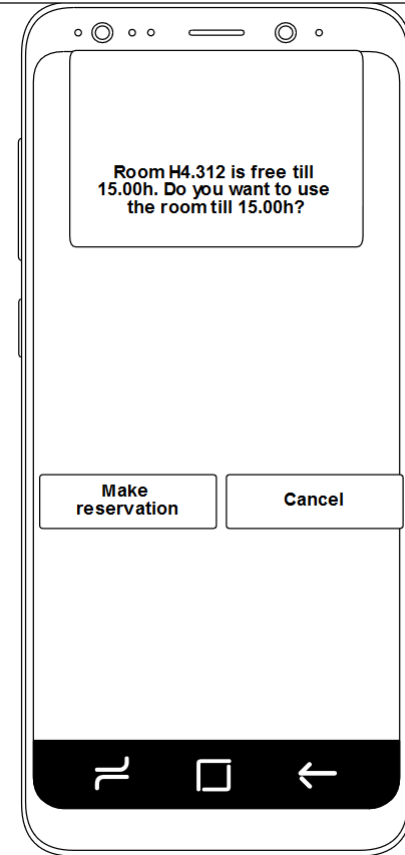 Room H4.312 is free till
15.00h. Do you want to use
the room till 15.00h?
Make
reservation
Cancel